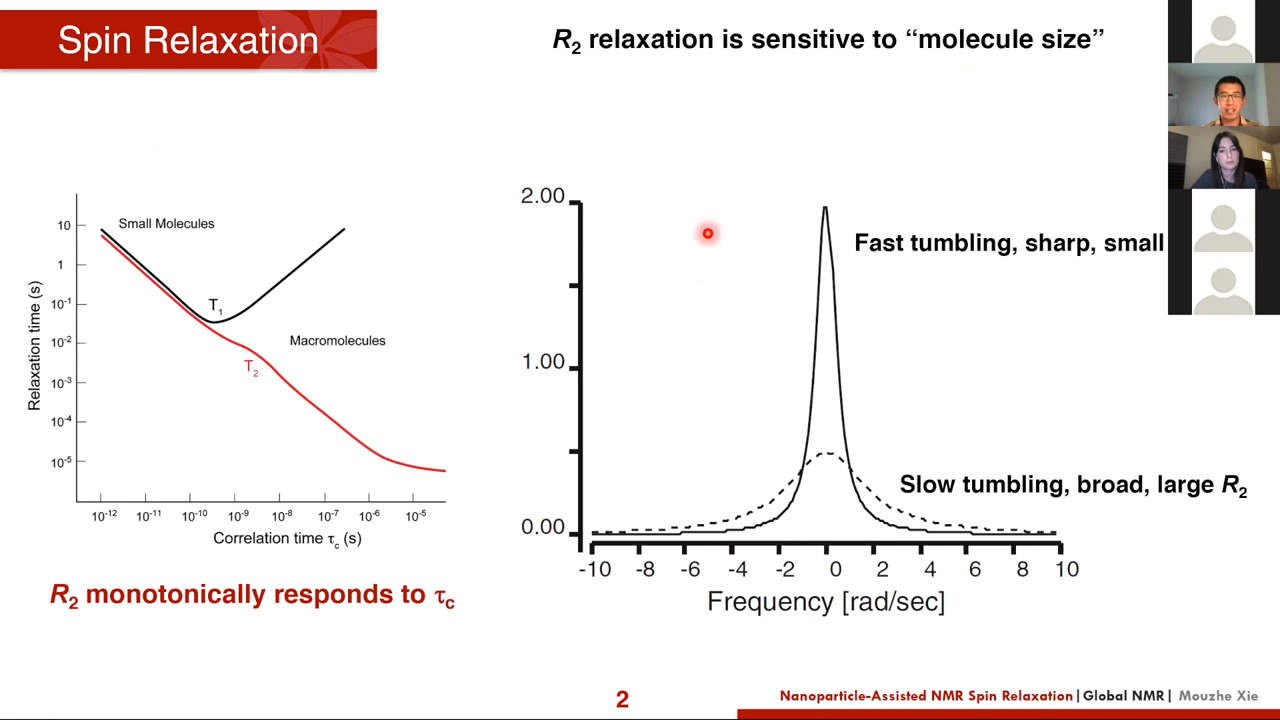 Spin Relaxation
R2 relaxation is sensitive to “molecule size”
Small Molecules
T1
Macromolecules
T2
Relaxation time (s)
10
1
10-1
10-2
10-3
10-4
10-5
10-12 10-11 10-10 10-9 10-8 10-7 10-6 10-5
Correlation time τc (s)
R2 monotonically responds to τc
2.00
1.00
0.00
Fast tumbling, sharp, small
Slow tumbling, broad, large R2
-10 -8 -6 -4 -2 0 2 4 6 8 10
Frequency [rad/sec]
2
Nanoparticle-Assisted NMR Spin Relaxation | Global NMR | Mouzhe Xie